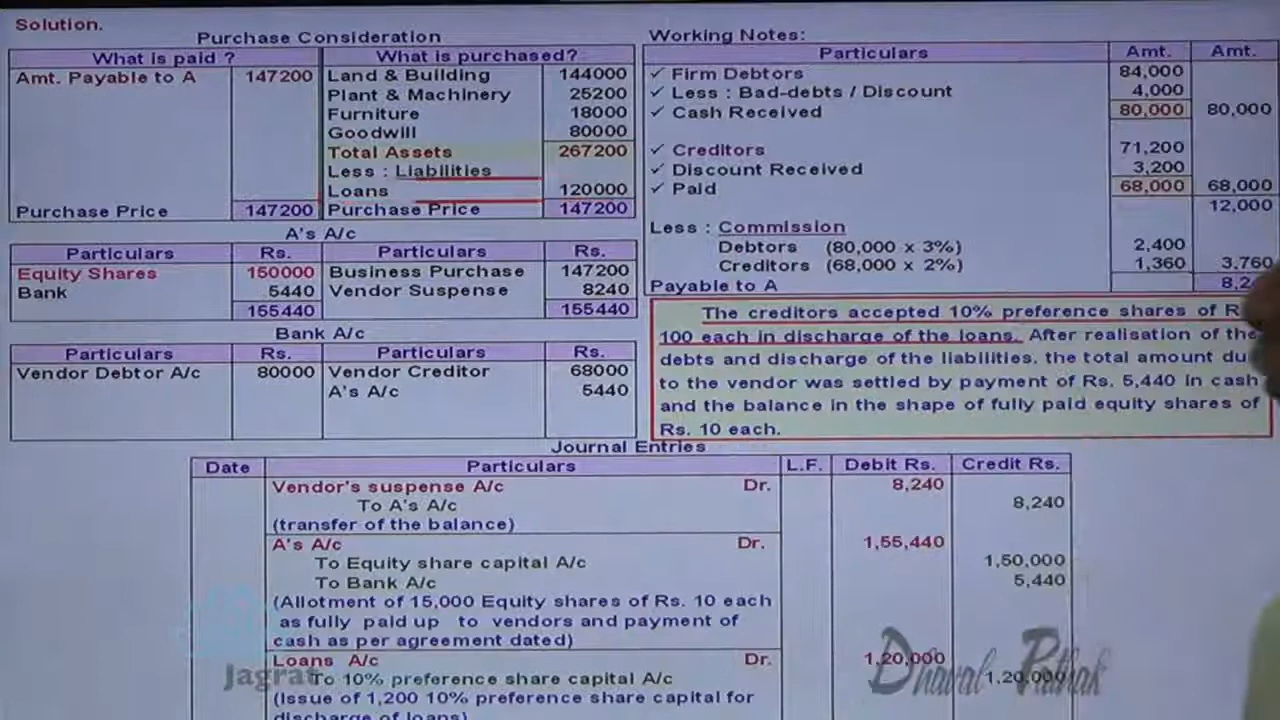 Solution.
Purchase Consideration
What is paid ? What is purchased?
Amt. Payable to A 147200 Land & Building 144000
Plant & Machinery 25200
Furniture 18000
Goodwill 80000
Total Assets 267200
Less : Liabilities
Loans 120000
Purchase Price 147200 Purchase Price 147200
A's A/c
Particulars Rs. Particulars Rs.
Equity Shares 150000 Business Purchase 147200
Bank 5440 Vendor Suspense 8240
155440 155440
Bank A/c
Particulars Rs. Particulars Rs.
Vendor Debtor A/c 80000 Vendor Creditor 68000
A's A/c 5440
Working Notes:
Particulars Amt. Amt.
✓ Firm Debtors 84,000
✓ Less : Bad-debts / Discount 4,000
✓ Cash Received 80,000 80,000
✓ Creditors 71,200
✓ Discount Received 3,200
✓ Paid 68,000 68,000
12,000
Less : Commission
Debtors (80,000 x 3%) 2,400
Creditors (68,000 x 2%) 1,360 3,760
Payable to A
The creditors accepted 10% preference shares of
100 each in discharge of the loans. After realisation of the
debts and discharge of the liabilities. the total amount
to the vendor was settled by payment of Rs. 5,440 in cash
and the balance in the shape of fully paid equity shares of
Rs. 10 each.
Journal Entries
Date Particulars L.F. Debit Rs. Credit Rs.
Vendor's suspense A/c Dr. 8,240
To A's A/c 8,240
(transfer of the balance)
A's A/c Dr. 1,55,440
To Equity share capital A/c 1,50,000
To Bank A/c 5,440
(Allotment of 15,000 Equity shares of Rs. 10 each
as fully paid up to vendors and payment of
cash as per agreement dated)
Loans A/c Dr. 1,20,000
To 10% preference share capital A/c 1,20,000
(Issue of 1,200 10% preference share capital for
discharge of loans)
Dhawal Pathak